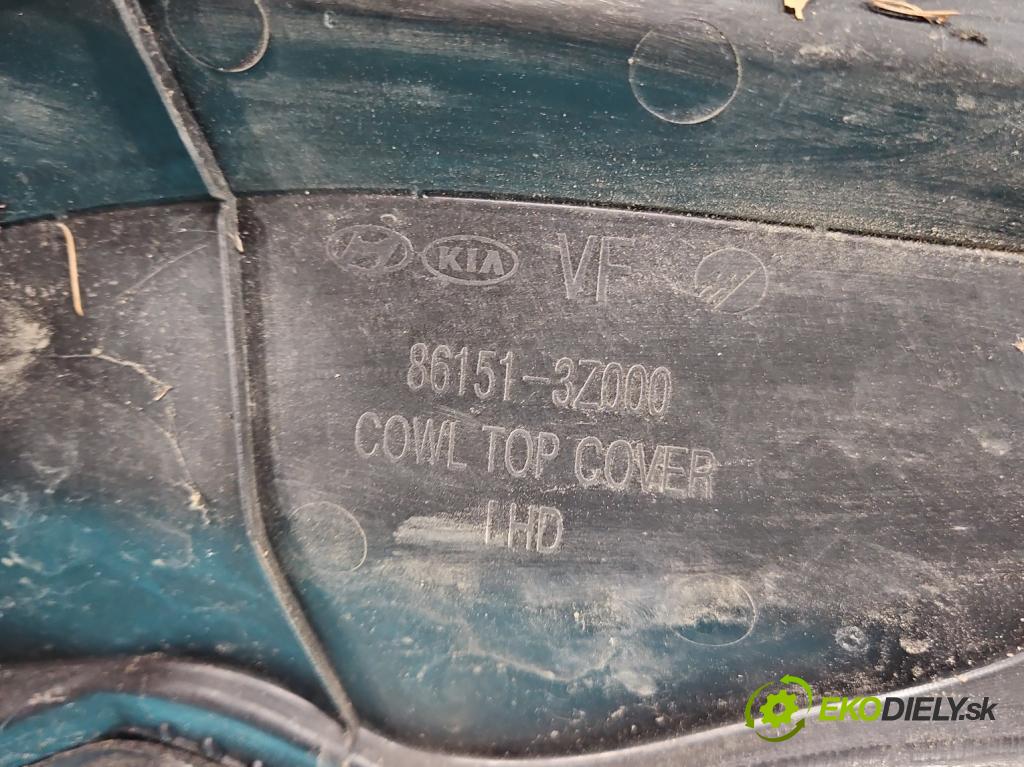 KIA VF
86151-3Z000
COWL TOP COVER
LHD
EKODIELY.sk